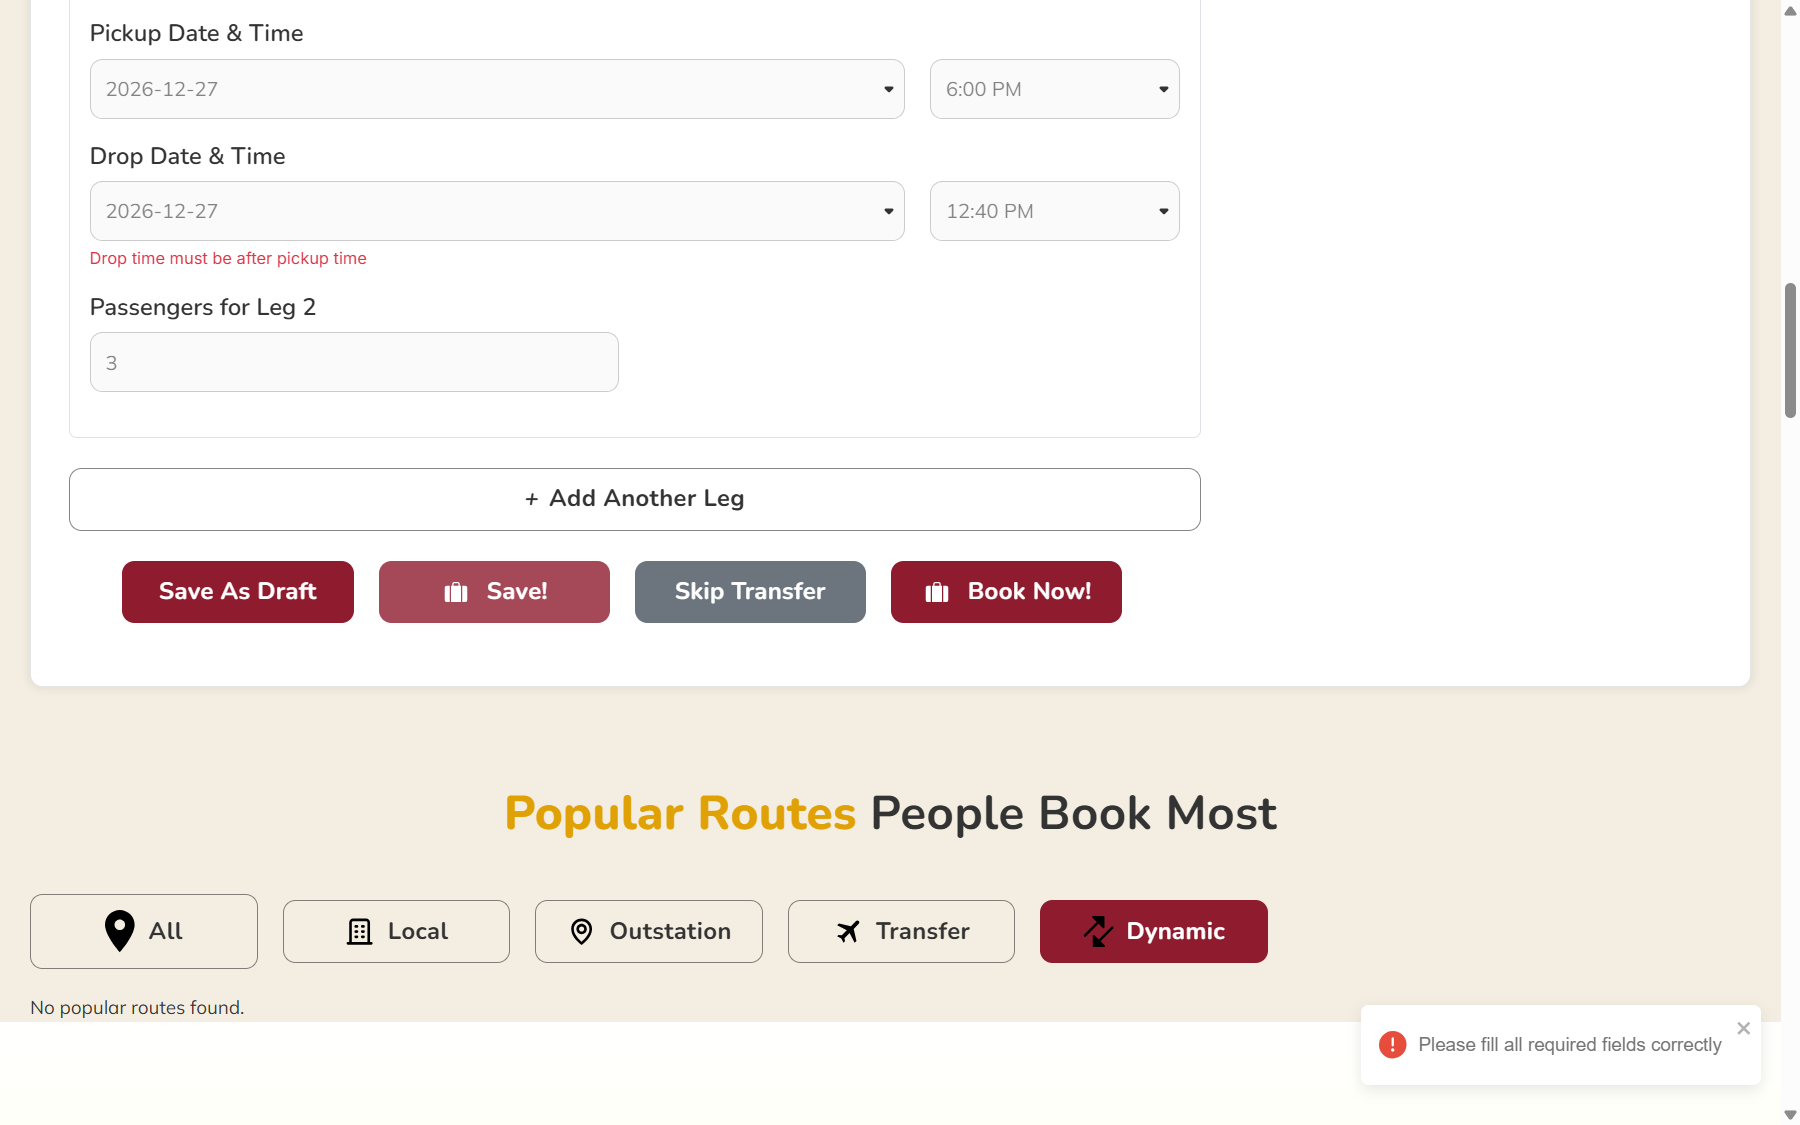 Pickup Date & Time
2026-12-27
6:00 PM
Drop Date & Time
2026-12-27
12:40 PM
Drop time must be after pickup time
Passengers for Leg 2
3
+ Add Another Leg
Save As Draft
Save!
Skip Transfer
Book Now!
Popular Routes People Book Most
All
Local
Outstation
Transfer
Dynamic
No popular routes found.
Please fill all required fields correctly